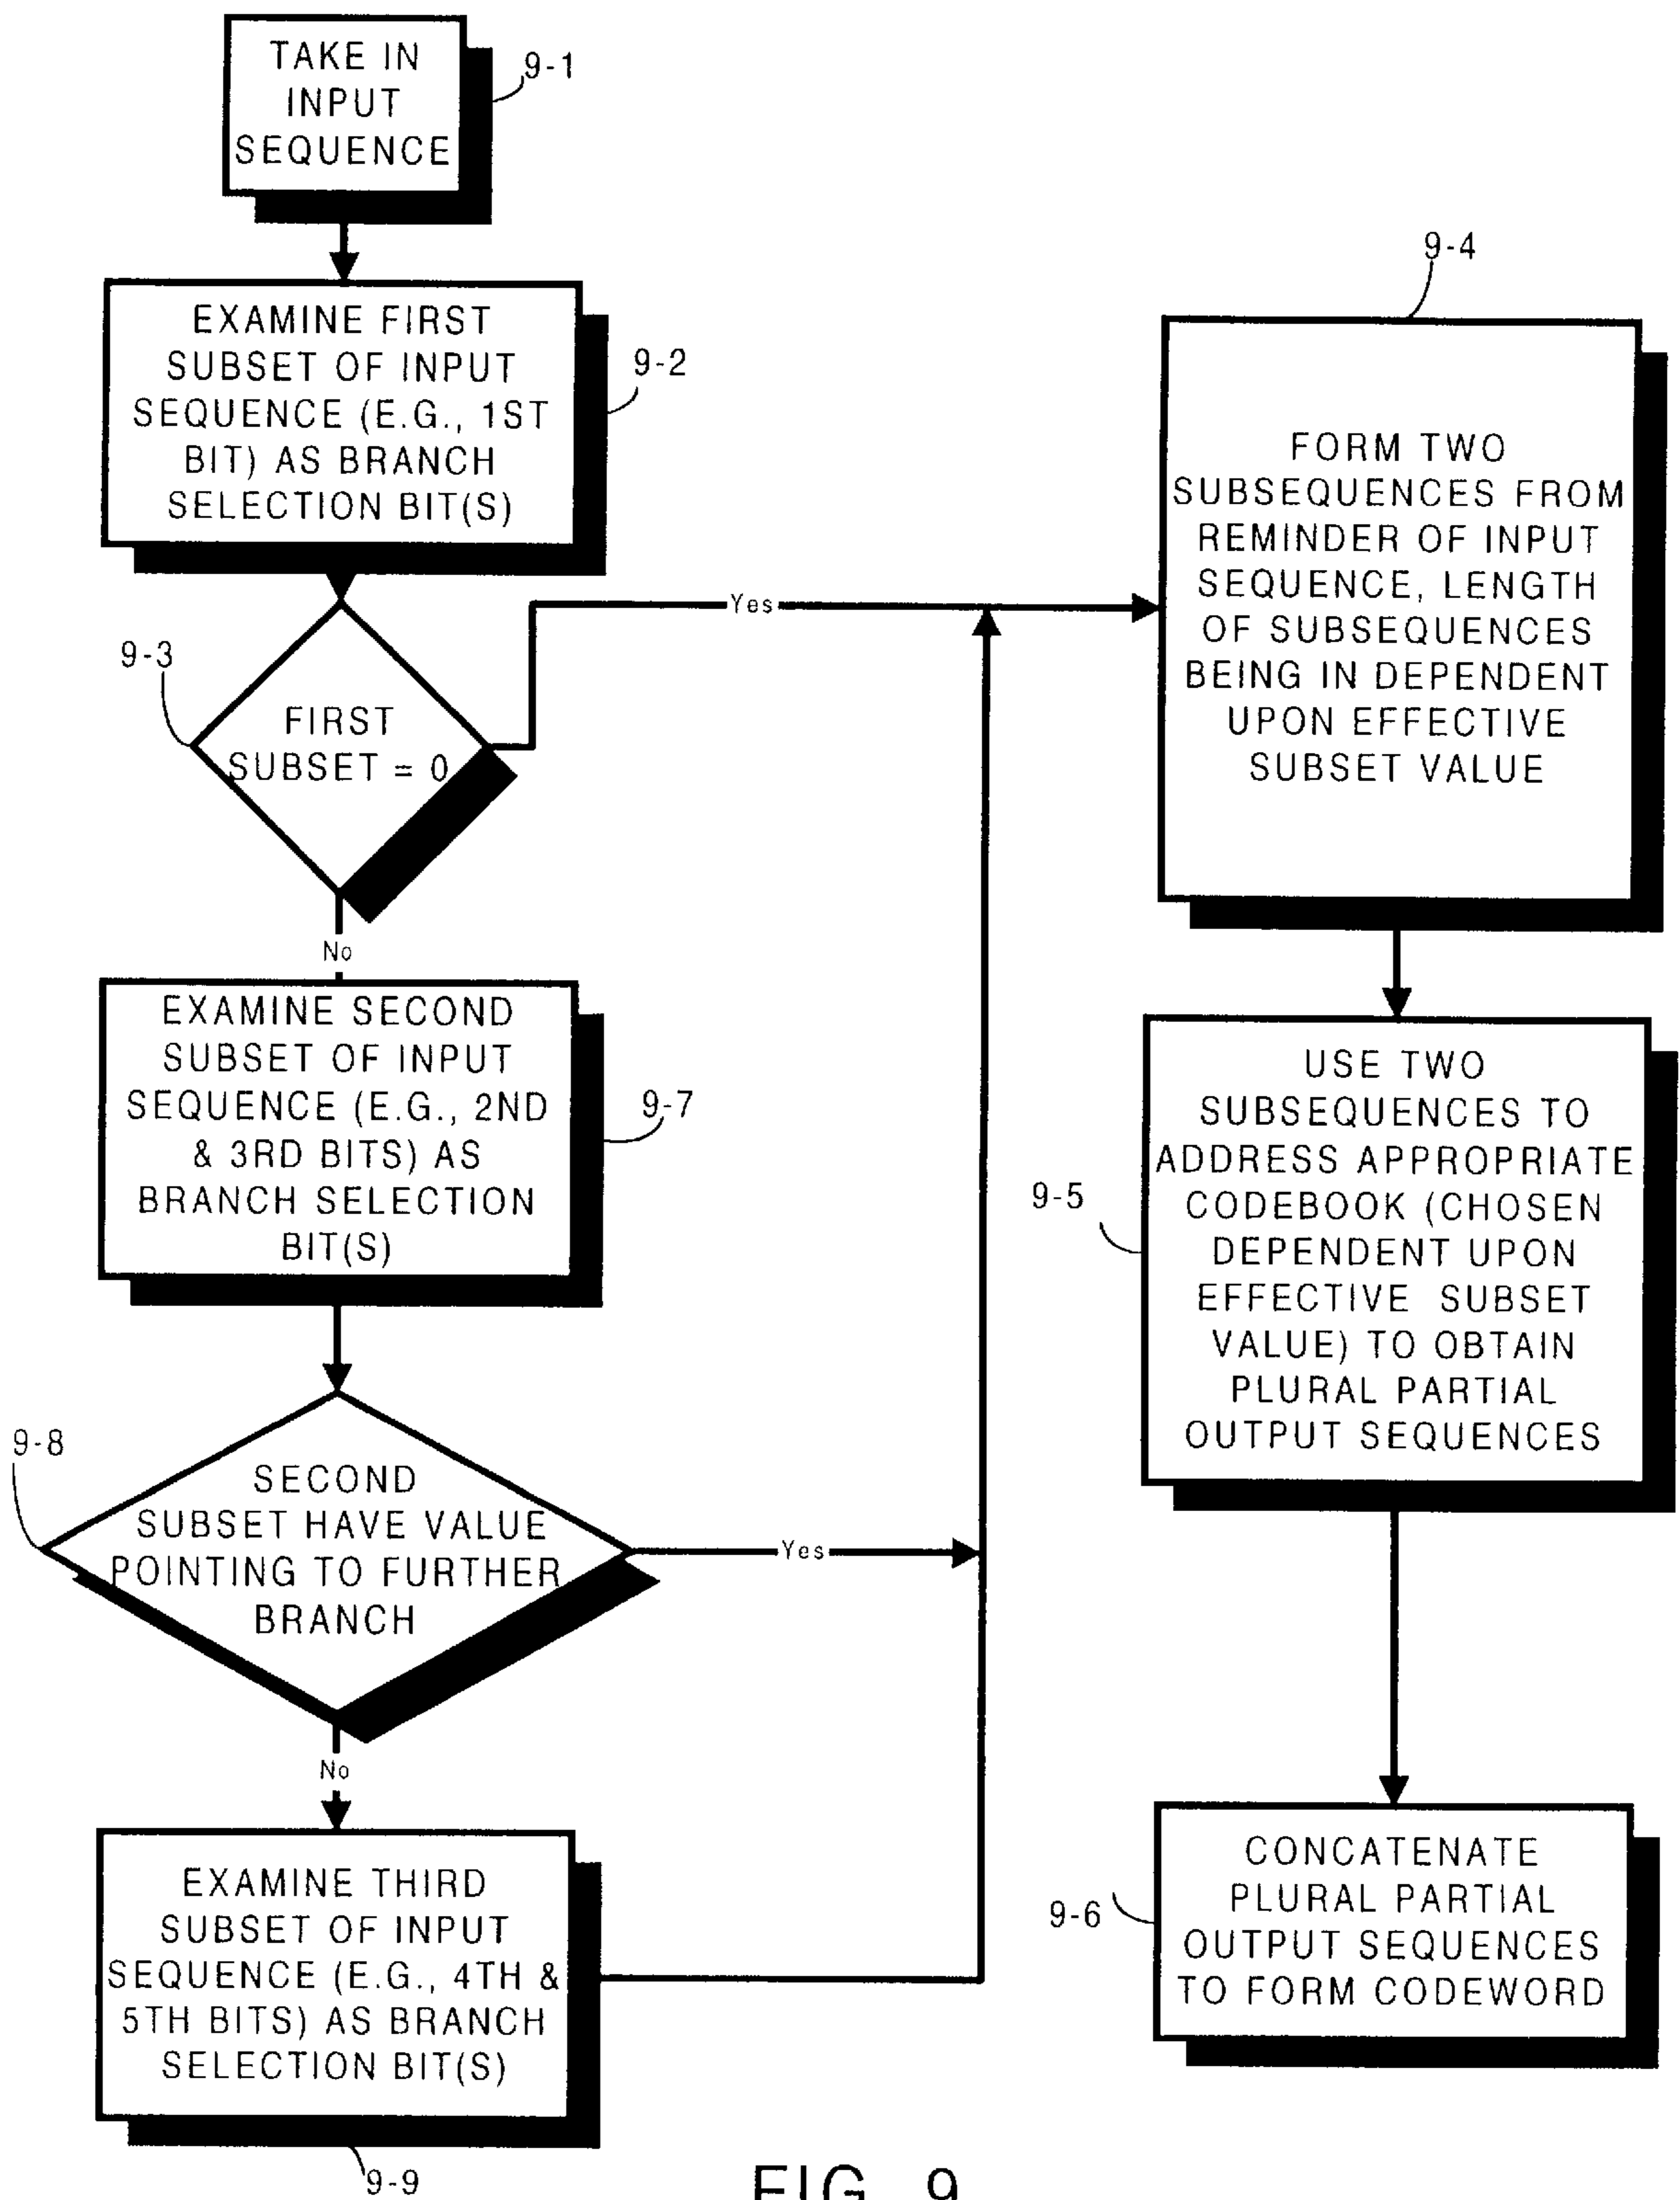 TAKE IN
INPUT
SEQUENCE
9-1
EXAMINE FIRST
SUBSET OF INPUT
SEQUENCE (E.G., 1ST
BIT) AS BRANCH
SELECTION BIT(S)
9-2
9-3
FIRST
SUBSET = 0
Yes
No
EXAMINE SECOND
SUBSET OF INPUT
SEQUENCE (E.G., 2ND
& 3RD BITS) AS
BRANCH SELECTION
BIT(S)
9-7
9-8
SECOND
SUBSET HAVE VALUE
POINTING TO FURTHER
BRANCH
Yes
No
EXAMINE THIRD
SUBSET OF INPUT
SEQUENCE (E.G., 4TH &
5TH BITS) AS BRANCH
SELECTION BIT(S)
9-9
9-4
FORM TWO
SUBSEQUENCES FROM
REMINDER OF INPUT
SEQUENCE, LENGTH
OF SUBSEQUENCES
BEING IN DEPENDENT
UPON EFFECTIVE
SUBSET VALUE
9-5
USE TWO
SUBSEQUENCES TO
ADDRESS APPROPRIATE
CODEBOOK (CHOSEN
DEPENDENT UPON
EFFECTIVE SUBSET
VALUE) TO OBTAIN
PLURAL PARTIAL
OUTPUT SEQUENCES
9-6
CONCATENATE
PLURAL PARTIAL
OUTPUT SEQUENCES
TO FORM CODEWORD
FIG. 9